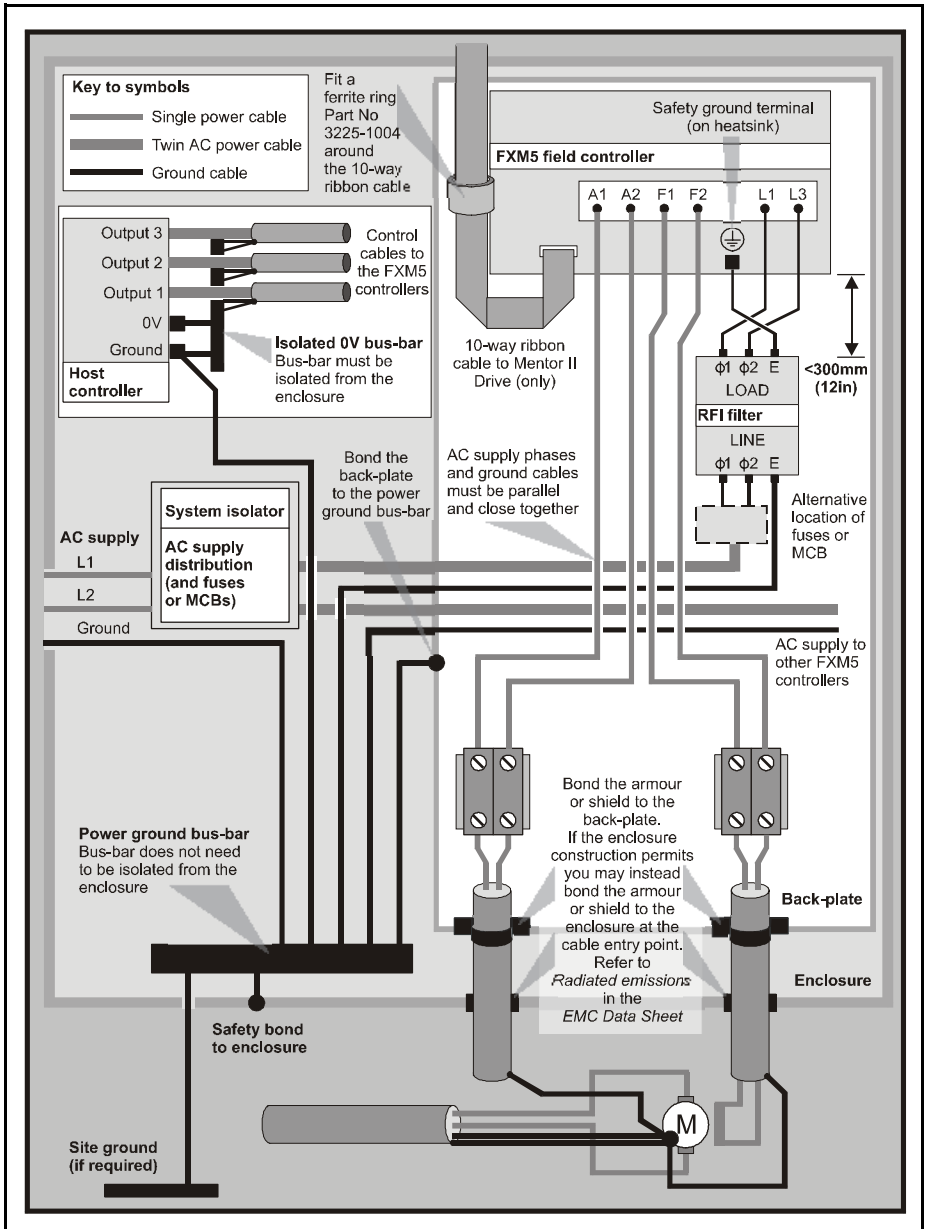 Key to symbols
Single power cable
Twin AC power cable
Ground cable
Fit a
ferrite ring
Part No
3225-1004
around
the 10-way
ribbon cable
Safety ground terminal
(on heatsink)
FXM5 field controller
A1 A2 F1 F2 L1 L3
Output 3
Output 2
Output 1
0V
Ground
Host
controller
Control
cables to
the FXM5
controllers
Isolated 0V bus-bar
Bus-bar must be
isolated from the
enclosure
10-way ribbon
cable to Mentor II
Drive (only)
ϕ1 ϕ2 E
LOAD
RFI filter
LINE
ϕ1 ϕ2 E
<300mm
(12in)
Bond the
back-plate
to the power
ground bus-bar
AC supply phases
and ground cables
must be parallel
and close together
Alternative
location of
fuses or
MCB
System isolator
AC supply
distribution
(and fuses
or MCBs)
AC supply
L1
L2
Ground
AC supply to
other FXM5
controllers
Bond the armour
or shield to the
back-plate.
If the enclosure
construction permits
you may instead
bond the armour
or shield to the
enclosure at the
cable entry point.
Refer to
Radiated emissions
in the
EMC Data Sheet
Power ground bus-bar
Bus-bar does not need
to be isolated from the
enclosure
Back-plate
Enclosure
Safety bond
to enclosure
M
Site ground
(if required)